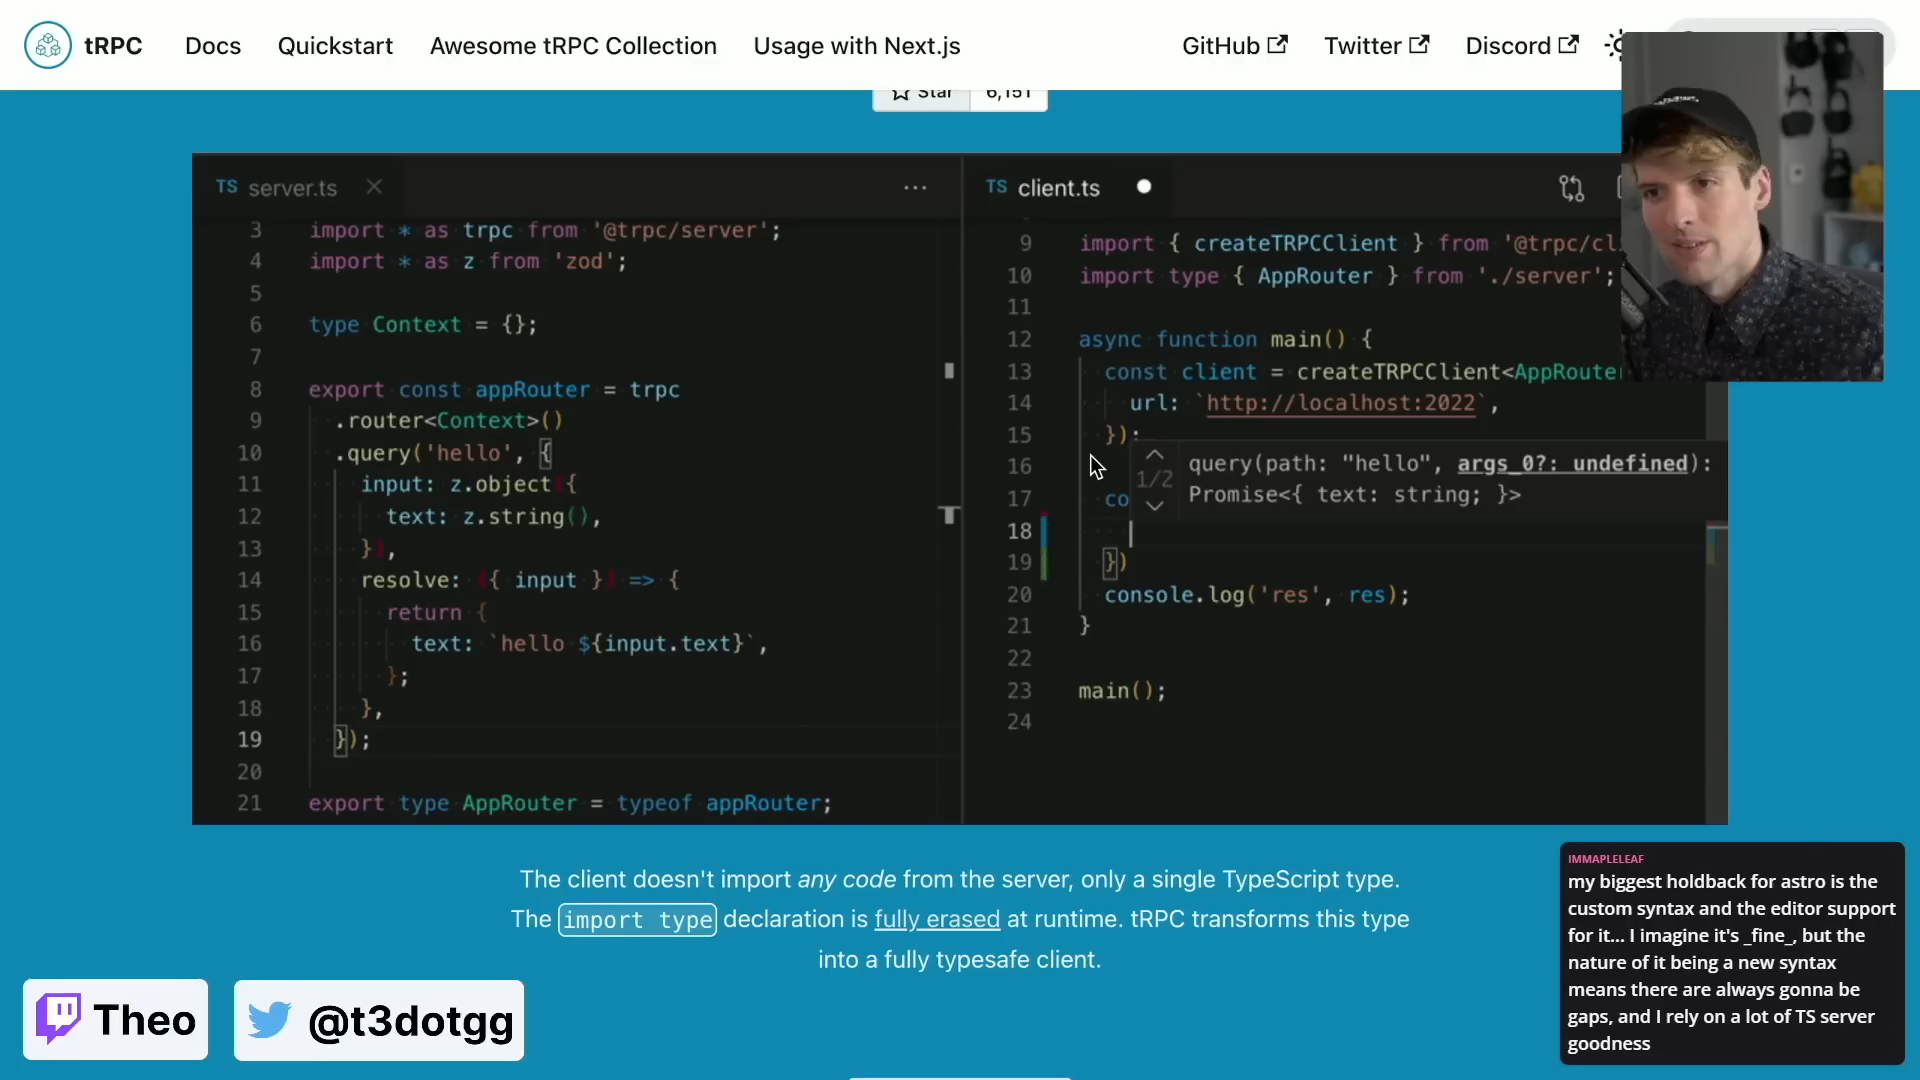 tRPC Docs Quickstart Awesome tRPC Collection Usage with Next.js GitHub Twitter Discord
Star 6,151
TS server.ts
3 import * as trpc from '@trpc/server';
4 import * as z from 'zod';
5
6 type Context = {};
7
8 export const appRouter = trpc
9 .router<Context>()
10 .query('hello', {
11 input: z.object({
12 text: z.string(),
13 }),
14 resolve: ({ input }) => {
15 return {
16 text: `hello ${input.text}`,
17 };
18 },
19 });
20
21 export type AppRouter = typeof appRouter;
TS client.ts
9 import { createTRPCClient } from '@trpc/cl
10 import type { AppRouter } from './server';
11
12 async function main() {
13 const client = createTRPCClient<AppRoute
14 url: `http://localhost:2022`,
15 });
16
1/2 query(path: "hello", args_0?: undefined):
Promise<{ text: string; }>
17 co
18
19 })
20 console.log('res', res);
21 }
22
23 main();
24
The client doesn't import any code from the server, only a single TypeScript type.
The import type declaration is fully erased at runtime. tRPC transforms this type
into a fully typesafe client.
Theo @t3dotgg
IMMAPLELEAF
my biggest holdback for astro is the
custom syntax and the editor support
for it... I imagine it's _fine_, but the
nature of it being a new syntax
means there are always gonna be
gaps, and I rely on a lot of TS server
goodness